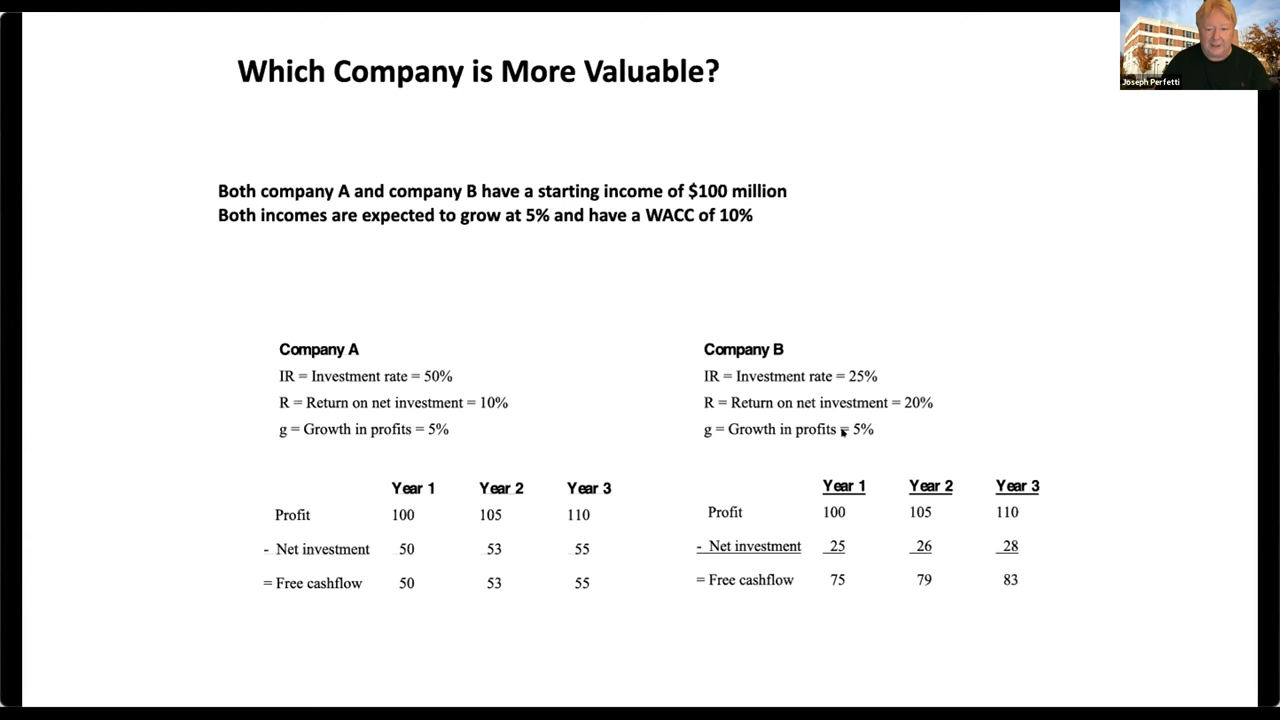 Which Company is More Valuable?
Joseph Perfetti
Both company A and company B have a starting income of $100 million
Both incomes are expected to grow at 5% and have a WACC of 10%
Company A
IR = Investment rate = 50%
R = Return on net investment = 10%
g = Growth in profits = 5%
Year 1 Year 2 Year 3
Profit 100 105 110
- Net investment 50 53 55
= Free cashflow 50 53 55
Company B
IR = Investment rate = 25%
R = Return on net investment = 20%
g = Growth in profits = 5%
Year 1 Year 2 Year 3
Profit 100 105 110
- Net investment 25 26 28
= Free cashflow 75 79 83